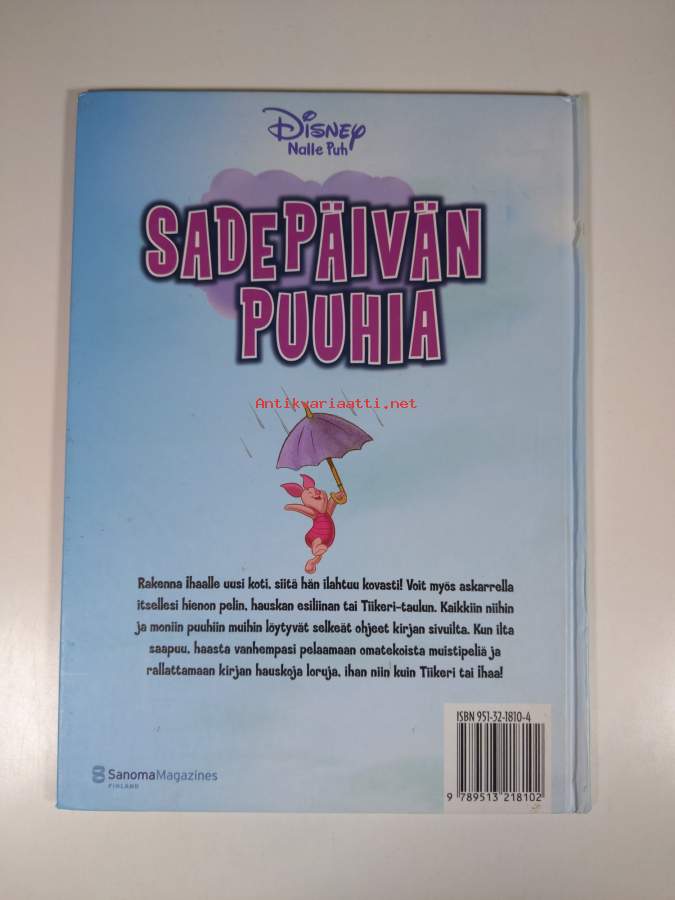 Disney
Nalle Puh
SADEPÄIVÄN
PUUHIA
Antikvariaatti.net
Rakenna Ihaalle uusi koti, siitä hän ilahtuu kovasti! Voit myös askarrella
itsellesi hienon pelin, hauskan esiliinan tai Tiikeri-taulun. Kaikkiin niihin
ja moniin puuhiin muihin löytyvät selkeät ohjeet kirjan sivuilta. Kun ilta
saapuu, haasta vanhempasi pelaamaan omatekoista muistipeliä ja
rallattamaan kirjan hauskoja loruja, ihan niin kuin Tiikeri tai Ihaa!
ISBN 951-32-1810-4
9 789513 218102
SanomaMagazines
FINLAND